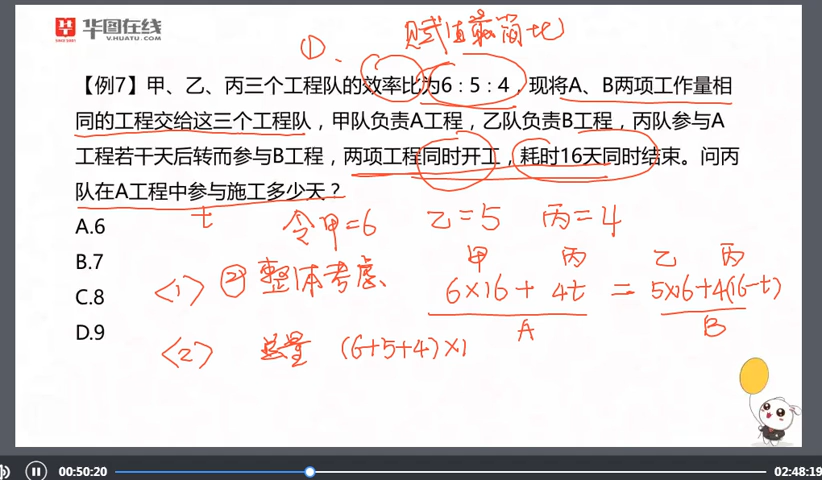 华图在线
V.HUATU.COM
① 赋值最简比
【例7】甲、乙、丙三个工程队的效率比为6：5：4，现将A、B两项工作量相
同的工程交给这三个工程队，甲队负责A工程，乙队负责B工程，丙队参与A
工程若干天后转而参与B工程，两项工程同时开工，耗时16天同时结束。问丙
队在A工程中参与施工多少天？
t
A.6
令甲=6 乙=5 丙=4
B.7
甲 丙 乙 丙
C.8
<1> ② 整体考虑 6×16+4t=5×16+4(16-t)
A B
D.9
<2> 总量 (6+5+4)×1
00:50:20
02:48:19